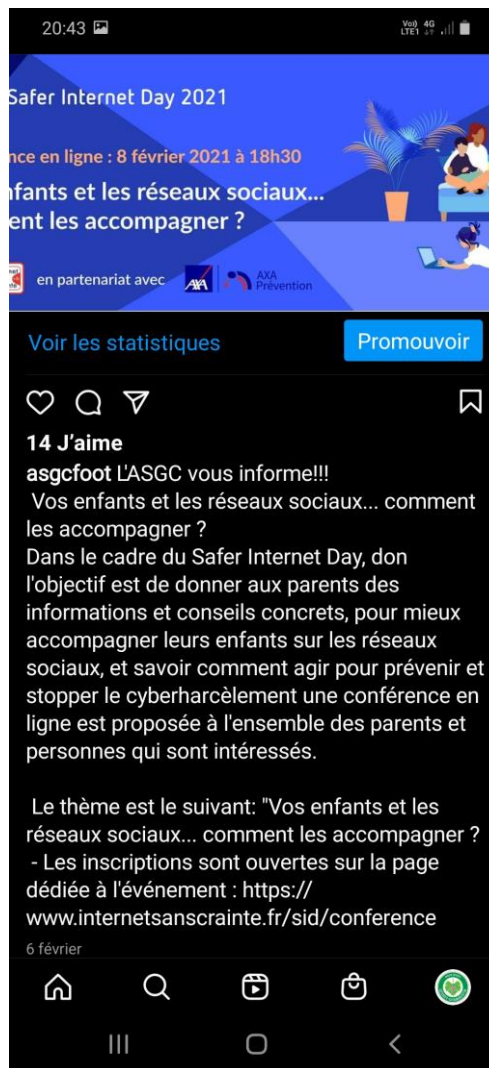 20:43
Voi) 4G
LTE1
Safer Internet Day 2021
nce en ligne : 8 février 2021 à 18h30
nfants et les réseaux sociaux...
ent les accompagner ?
en partenariat avec AXA AXA
Prévention
Voir les statistiques Promouvoir
14 J'aime
asgcfoot L'ASGC vous informe!!!
Vos enfants et les réseaux sociaux... comment
les accompagner ?
Dans le cadre du Safer Internet Day, don
l'objectif est de donner aux parents des
informations et conseils concrets, pour mieux
accompagner leurs enfants sur les réseaux
sociaux, et savoir comment agir pour prévenir et
stopper le cyberharcèlement une conférence en
ligne est proposée à l'ensemble des parents et
personnes qui sont intéressés.
Le thème est le suivant: "Vos enfants et les
réseaux sociaux... comment les accompagner ?
- Les inscriptions sont ouvertes sur la page
dédiée à l'événement : https://
www.internetsanscrainte.fr/sid/conference
6 février